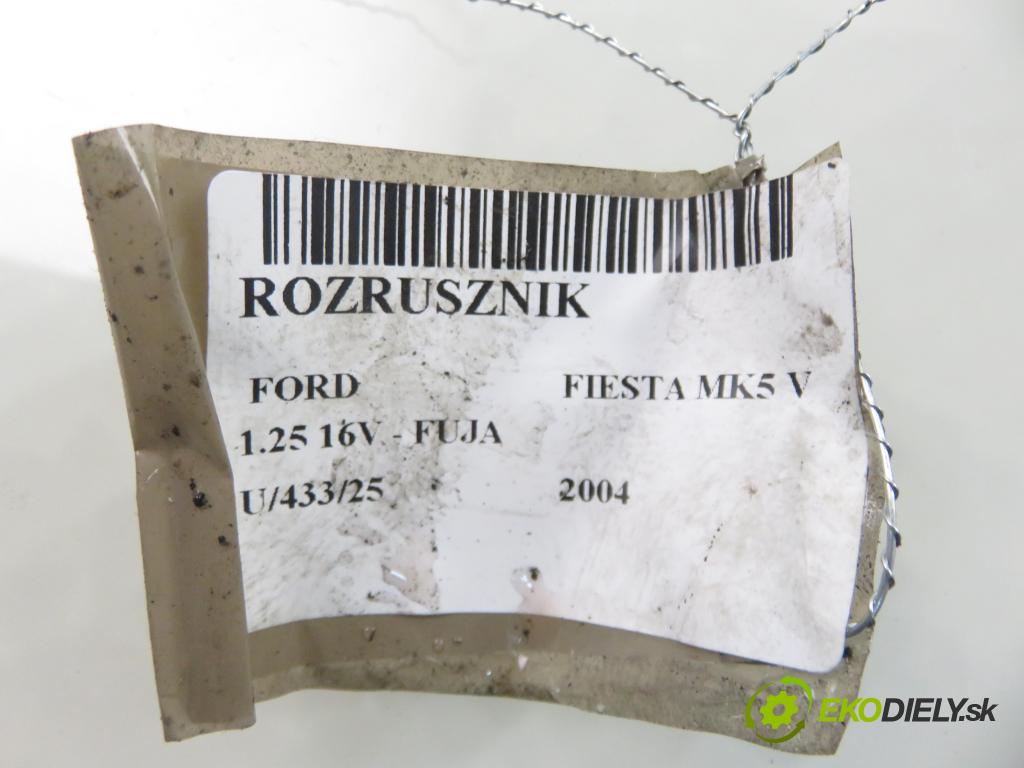 ROZRUSZNIK
FORD FIESTA MK5 V
1.25 16V - FUJA
U/433/25 2004
EKODIELY.sk